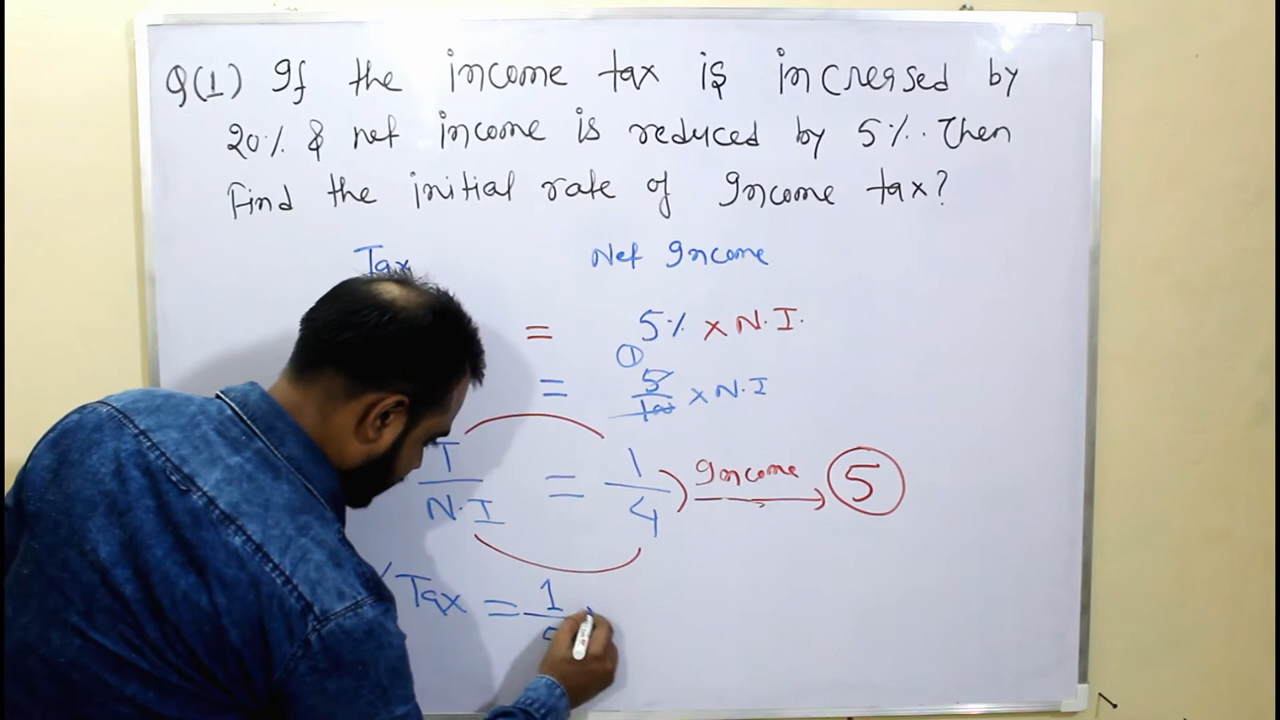 Q(1) If the income tax is increased by
20% & net income is reduced by 5%. Then
Find the initial rate of Income tax?
Tax Net Income
= 5% x N.I.
1
= 5/100 x N.I
T/N.I = 1/4 Income 5
% Tax = 1